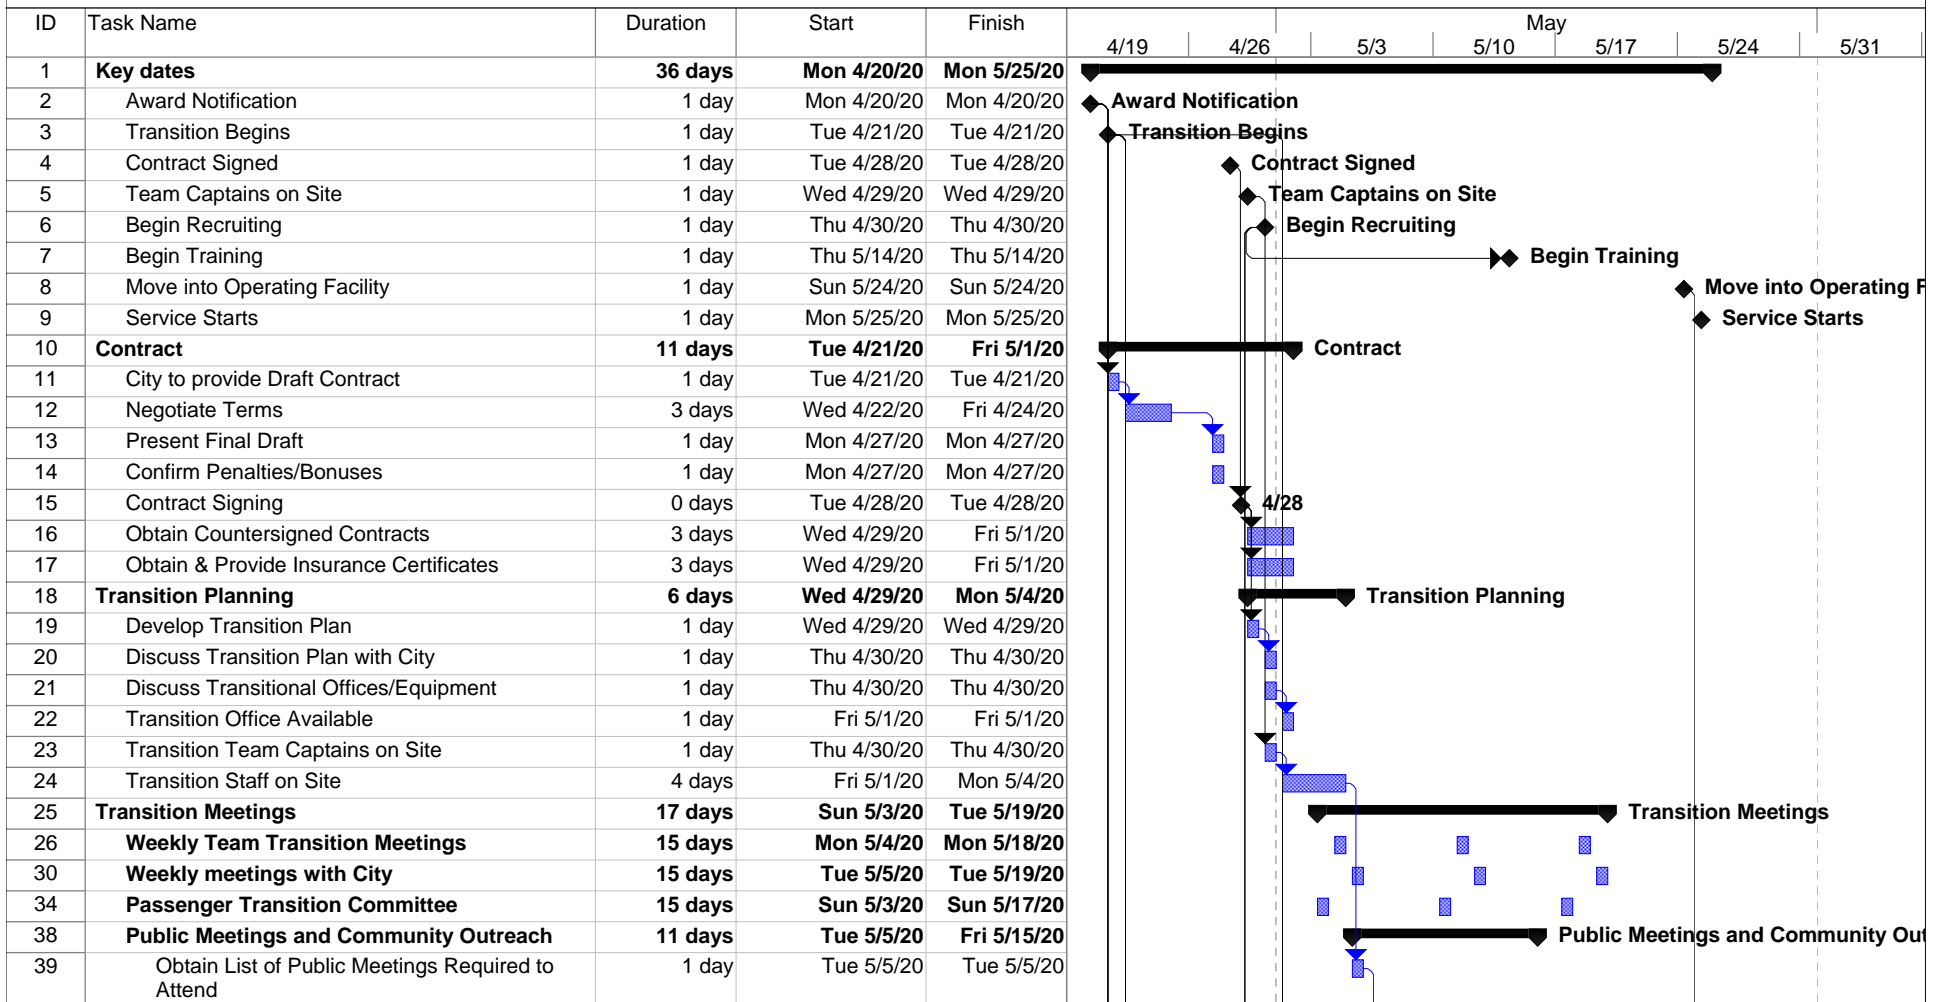 ID Task Name Duration Start Finish May
4/19 4/26 5/3 5/10 5/17 5/24 5/31
1 Key dates 36 days Mon 4/20/20 Mon 5/25/20
2 Award Notification 1 day Mon 4/20/20 Mon 4/20/20 Award Notification
3 Transition Begins 1 day Tue 4/21/20 Tue 4/21/20 Transition Begins
4 Contract Signed 1 day Tue 4/28/20 Tue 4/28/20 Contract Signed
5 Team Captains on Site 1 day Wed 4/29/20 Wed 4/29/20 Team Captains on Site
6 Begin Recruiting 1 day Thu 4/30/20 Thu 4/30/20 Begin Recruiting
7 Begin Training 1 day Thu 5/14/20 Thu 5/14/20 Begin Training
8 Move into Operating Facility 1 day Sun 5/24/20 Sun 5/24/20 Move into Operating F
9 Service Starts 1 day Mon 5/25/20 Mon 5/25/20 Service Starts
10 Contract 11 days Tue 4/21/20 Fri 5/1/20 Contract
11 City to provide Draft Contract 1 day Tue 4/21/20 Tue 4/21/20
12 Negotiate Terms 3 days Wed 4/22/20 Fri 4/24/20
13 Present Final Draft 1 day Mon 4/27/20 Mon 4/27/20
14 Confirm Penalties/Bonuses 1 day Mon 4/27/20 Mon 4/27/20
15 Contract Signing 0 days Tue 4/28/20 Tue 4/28/20 4/28
16 Obtain Countersigned Contracts 3 days Wed 4/29/20 Fri 5/1/20
17 Obtain & Provide Insurance Certificates 3 days Wed 4/29/20 Fri 5/1/20
18 Transition Planning 6 days Wed 4/29/20 Mon 5/4/20 Transition Planning
19 Develop Transition Plan 1 day Wed 4/29/20 Wed 4/29/20
20 Discuss Transition Plan with City 1 day Thu 4/30/20 Thu 4/30/20
21 Discuss Transitional Offices/Equipment 1 day Thu 4/30/20 Thu 4/30/20
22 Transition Office Available 1 day Fri 5/1/20 Fri 5/1/20
23 Transition Team Captains on Site 1 day Thu 4/30/20 Thu 4/30/20
24 Transition Staff on Site 4 days Fri 5/1/20 Mon 5/4/20
25 Transition Meetings 17 days Sun 5/3/20 Tue 5/19/20 Transition Meetings
26 Weekly Team Transition Meetings 15 days Mon 5/4/20 Mon 5/18/20
30 Weekly meetings with City 15 days Tue 5/5/20 Tue 5/19/20
34 Passenger Transition Committee 15 days Sun 5/3/20 Sun 5/17/20
38 Public Meetings and Community Outreach 11 days Tue 5/5/20 Fri 5/15/20 Public Meetings and Community Out
39 Obtain List of Public Meetings Required to 1 day Tue 5/5/20 Tue 5/5/20
Attend